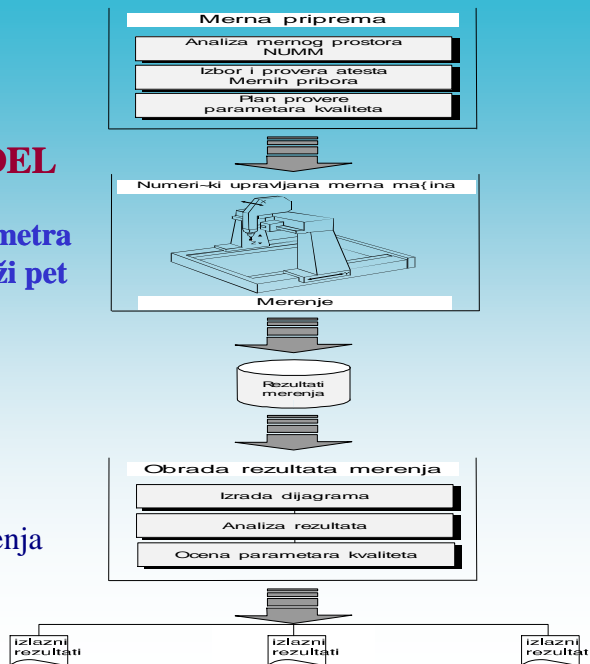 Merna priprema
Analiza mernog prostora
NUMM
Izbor i provera atesta
Mernih pribora
Plan provere
parametara kvaliteta
DEL
Numeri~ki upravljana merna ma{ina
metra
ži pet
Merenje
Rezultati
merenja
Obrada rezultata merenja
Izrada dijagrama
Analiza rezultata
enja
Ocena parametara kvaliteta
izlazni
rezultati
izlazni
rezultati
izlazni
rezultat